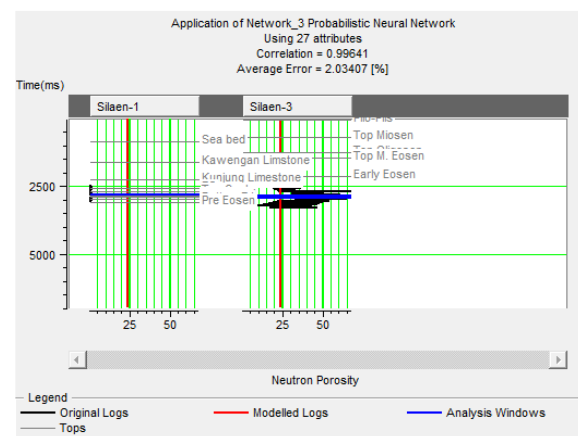 Application of Network_3 Probabilistic Neural Network
Using 27 attributes
Correlation = 0.99641
Average Error = 2.03407 [%]
Time(ms)
Silaen-1
Silaen-3
Sea bed
Top Miosen
Kawengan Limstone
Top M. Eosen
Kunjung Limestone
Early Eosen
2500
Pre Eosen
5000
25 50
25 50
Neutron Porosity
Legend
Original Logs
Modelled Logs
Analysis Windows
Tops